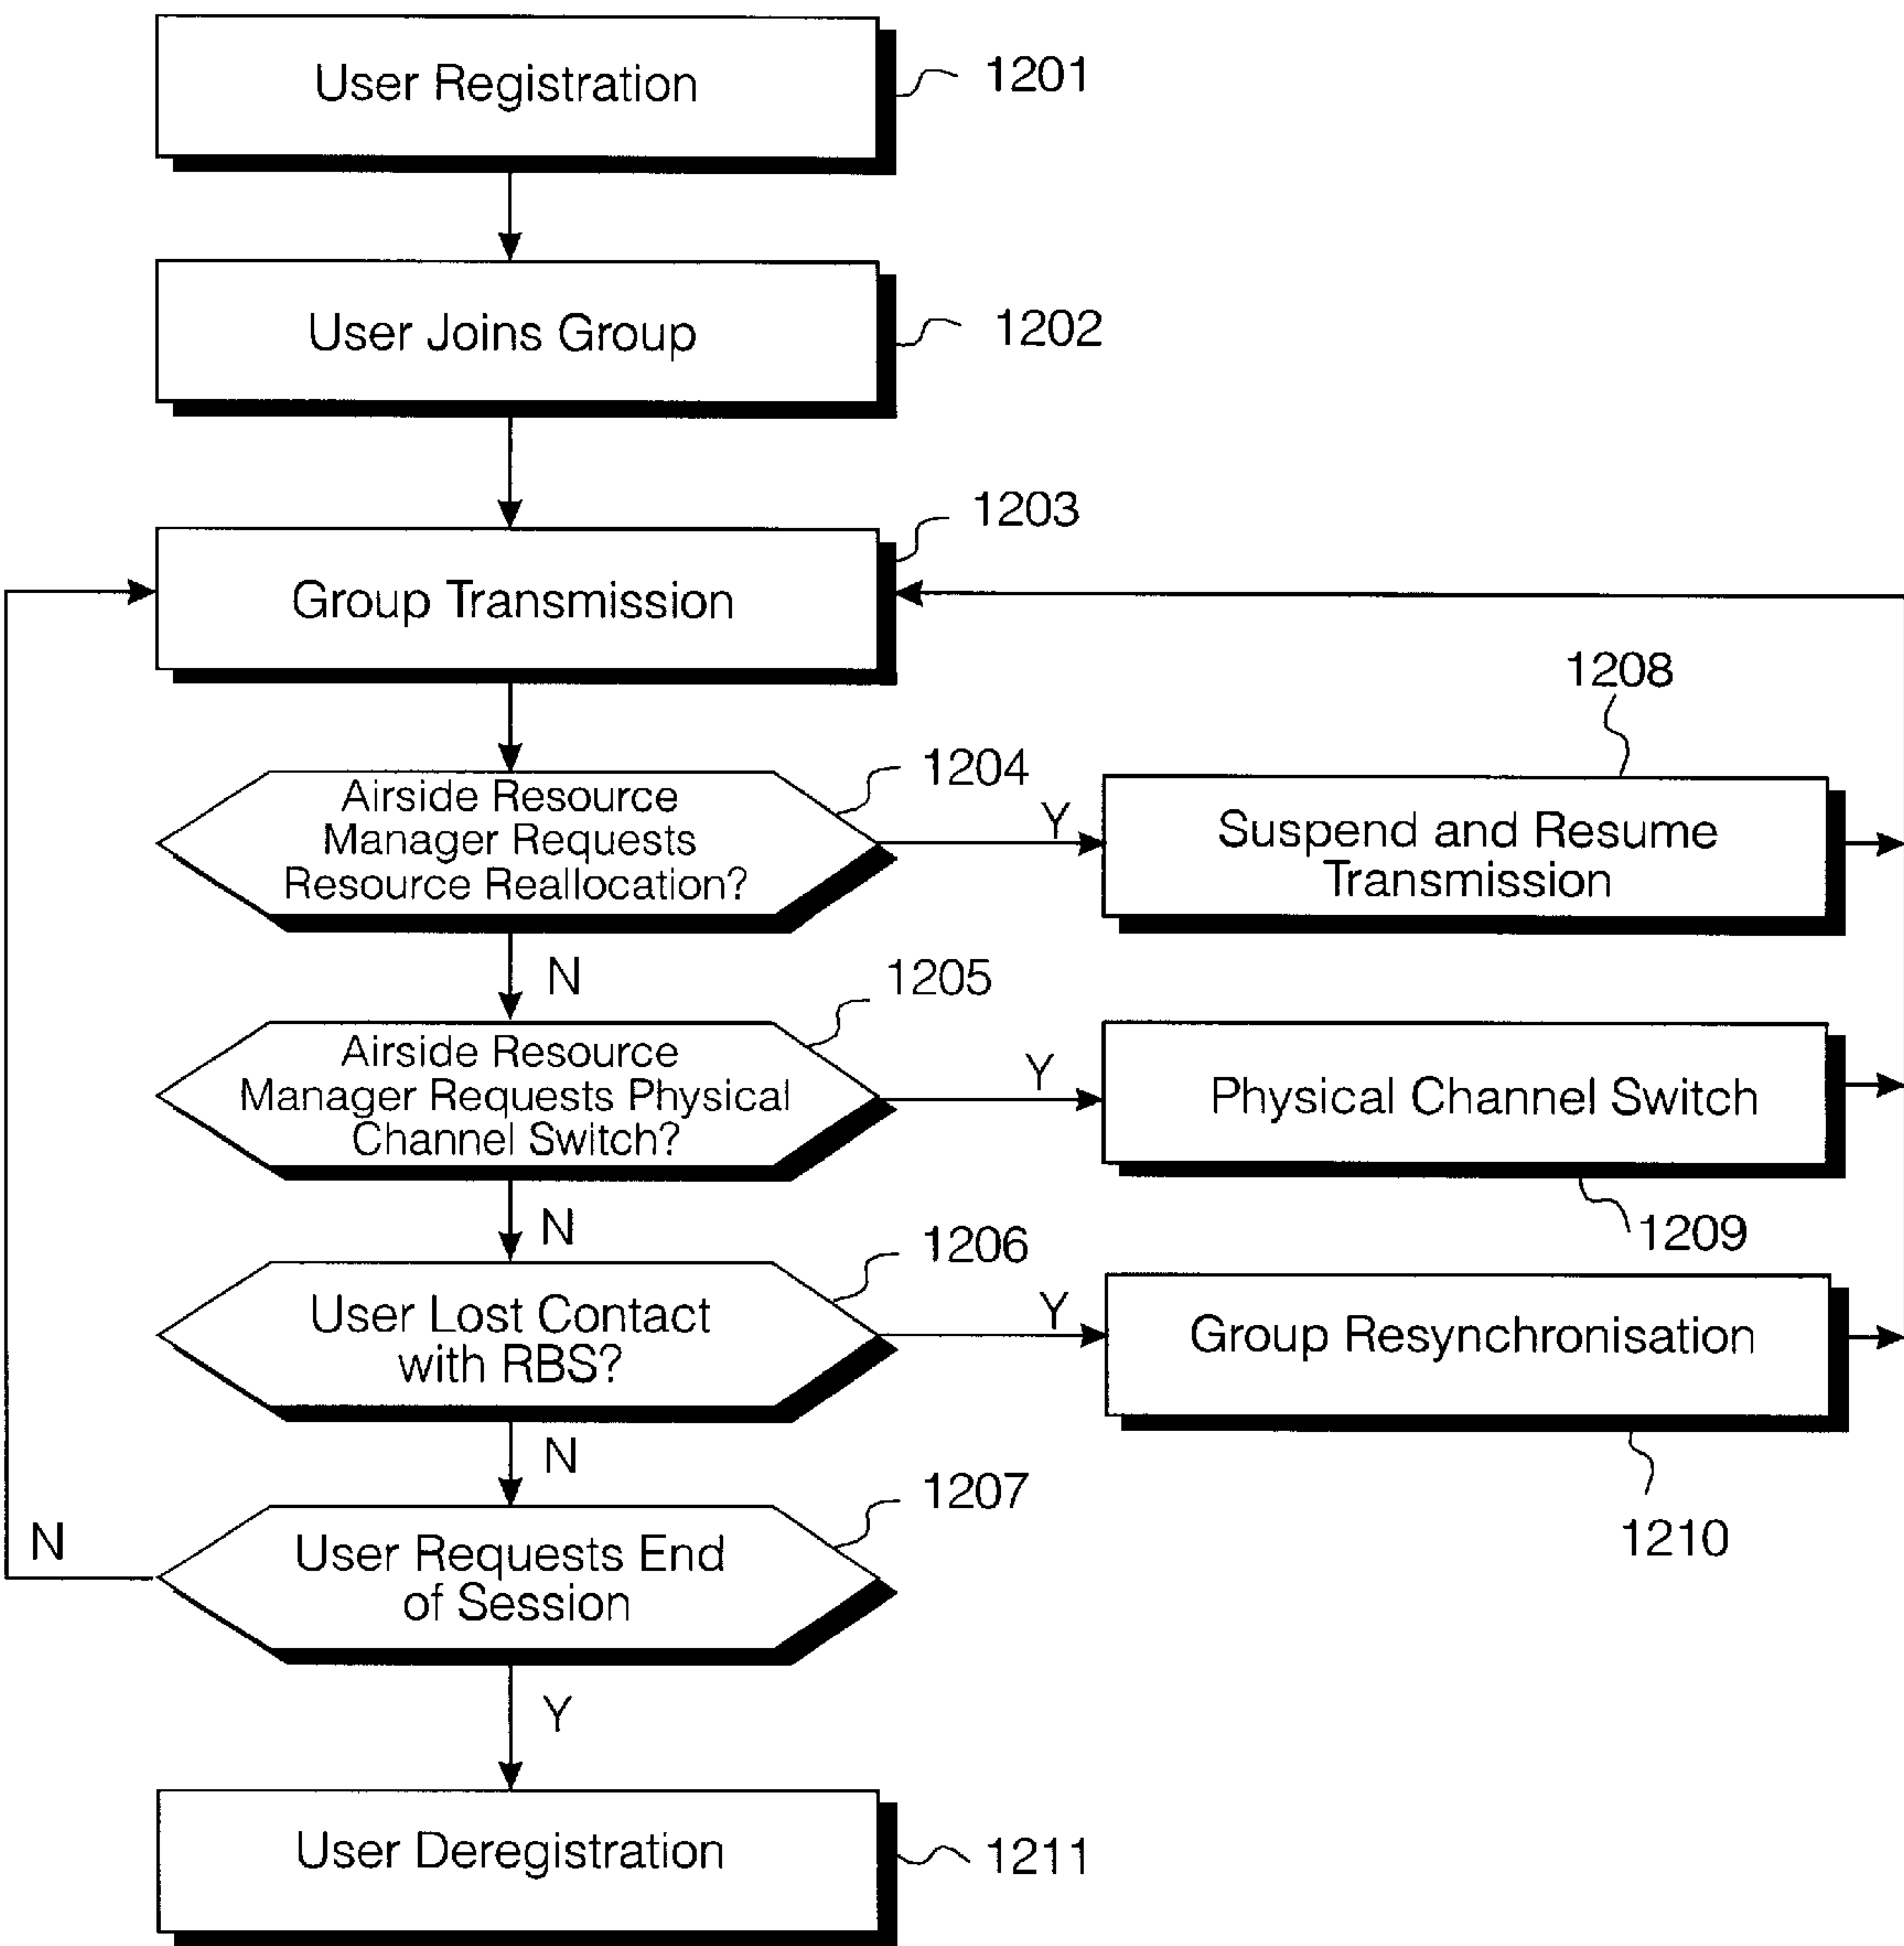 User Registration
1201
User Joins Group
1202
1203
Group Transmission
1208
1204
Airside Resource
Manager Requests
Resource Reallocation?
Y
Suspend and Resume
Transmission
N
1205
Airside Resource
Manager Requests Physical
Channel Switch?
Y
Physical Channel Switch
1209
N
1206
User Lost Contact
with RBS?
Y
Group Resynchronisation
1210
N
1207
N
User Requests End
of Session
Y
User Deregistration
1211